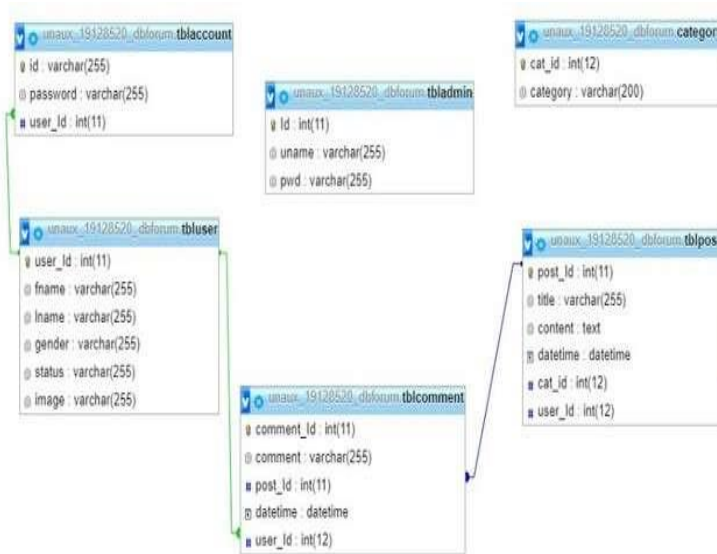 unaux_19128520_dbforum.tblaccount
id : varchar(255)
password : varchar(255)
user_Id : int(11)
unaux_19128520_dbforum.tbladmin
Id : int(11)
uname : varchar(255)
pwd : varchar(255)
unaux_19128520_dbforum.categor
cat_id : int(12)
category : varchar(200)
unaux_19128520_dbforum.tbluser
user_Id : int(11)
fname : varchar(255)
lname : varchar(255)
gender : varchar(255)
status : varchar(255)
image : varchar(255)
unaux_19128520_dbforum.tblcomment
comment_Id : int(11)
comment : varchar(255)
post_Id : int(11)
datetime : datetime
user_Id : int(12)
unaux_19128520_dbforum.tblpos
post_Id : int(11)
title : varchar(255)
content : text
datetime : datetime
cat_id : int(12)
user_Id : int(12)